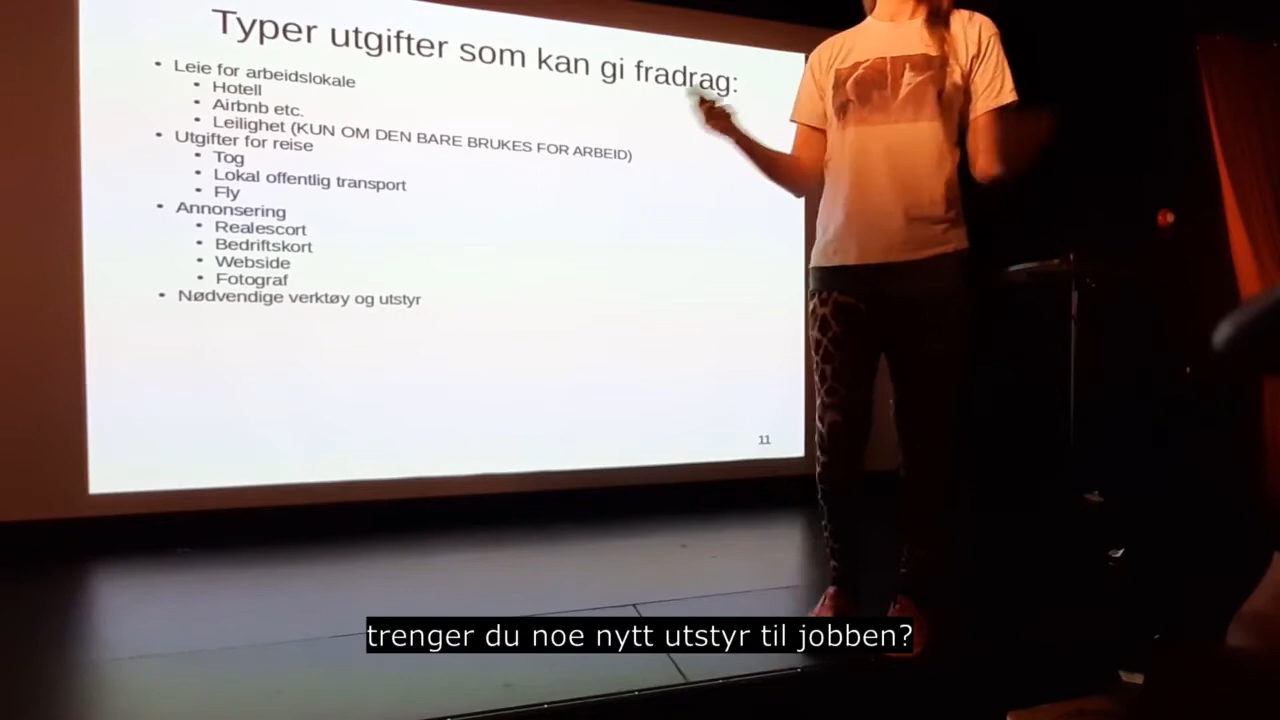 Typer utgifter som kan gi fradrag:
• Leie for arbeidslokale
• Hotell
• Airbnb etc.
• Leilighet (KUN OM DEN BARE BRUKES FOR ARBEID)
• Utgifter for reise
• Tog
• Lokal offentlig transport
• Fly
• Annonsering
• Realescort
• Bedriftskort
• Webside
• Fotograf
• Nødvendige verktøy og utstyr
11
trenger du noe nytt utstyr til jobben?